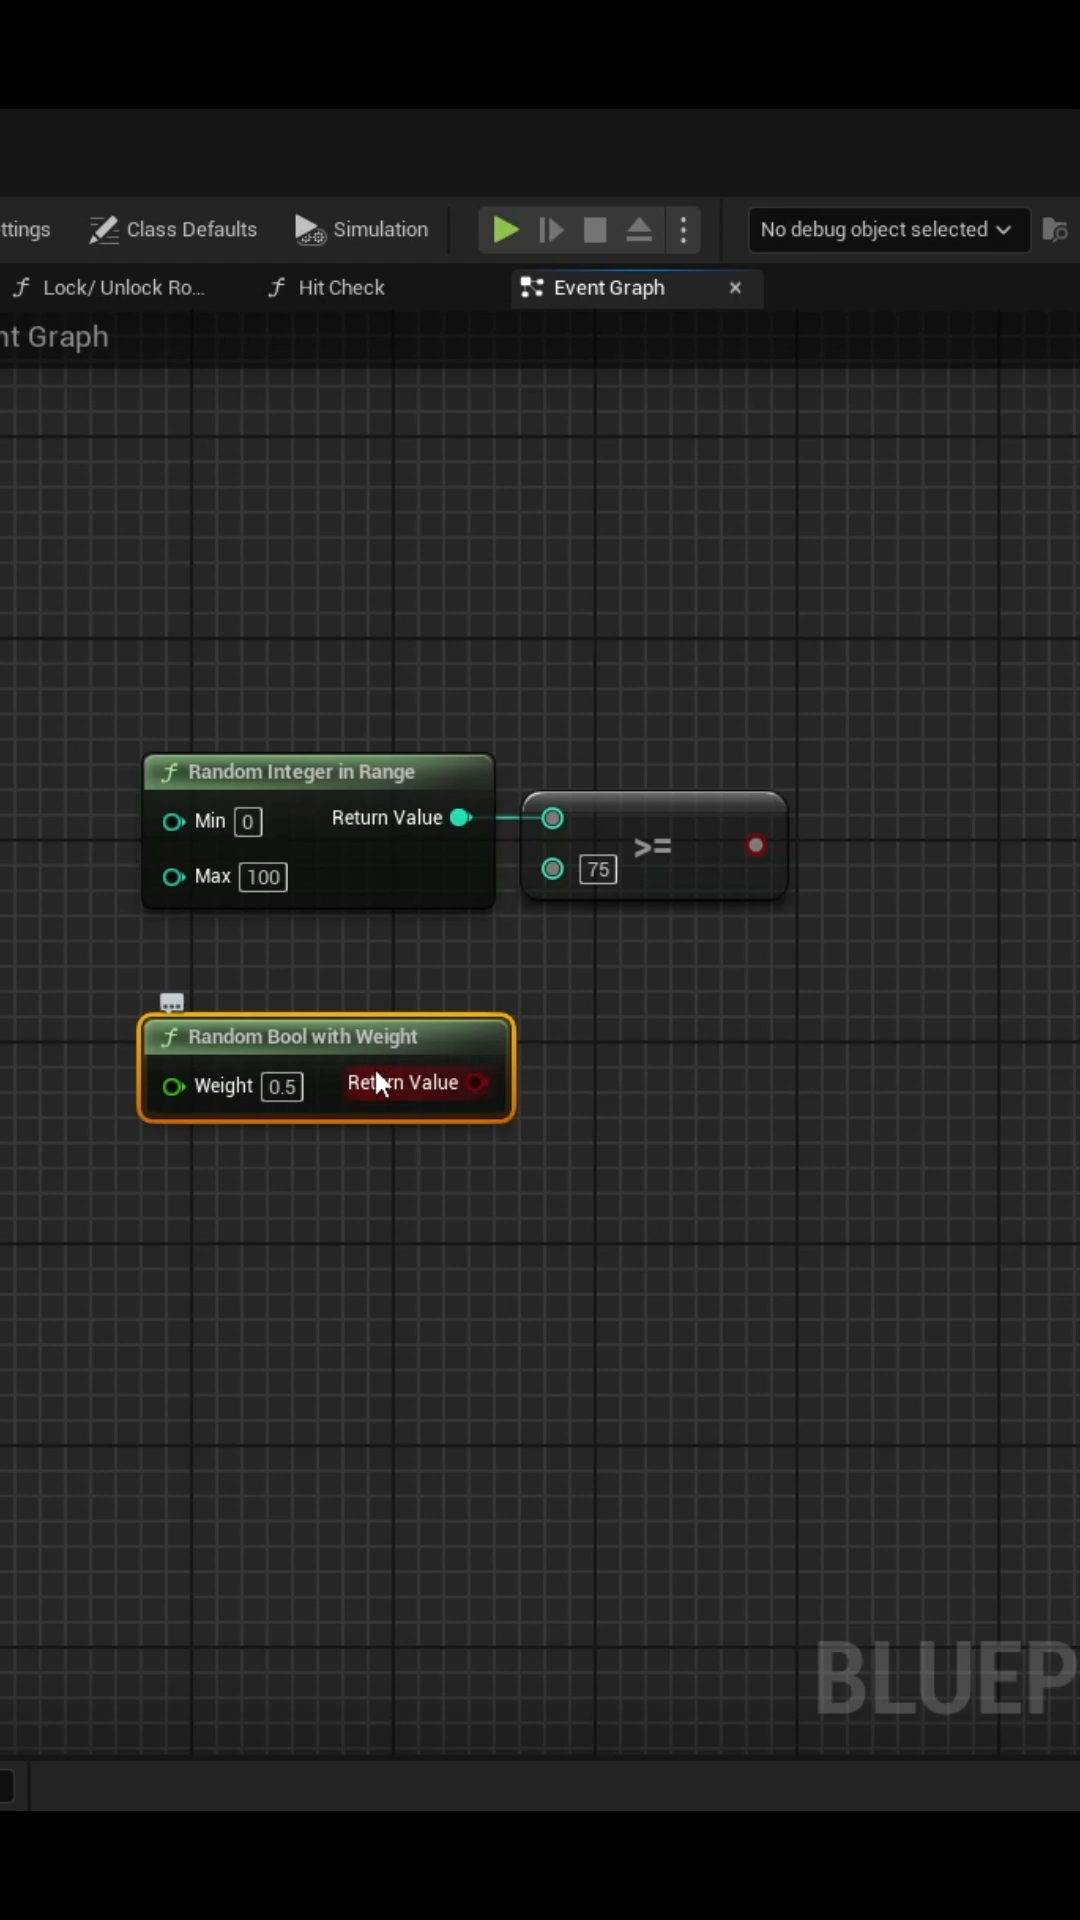 ttings Class Defaults Simulation No debug object selected
Lock/ Unlock Ro... Hit Check Event Graph
nt Graph
Random Integer in Range
Min 0 Return Value
Max 100
>=
75
Random Bool with Weight
Weight 0.5 Return Value
BLUEP